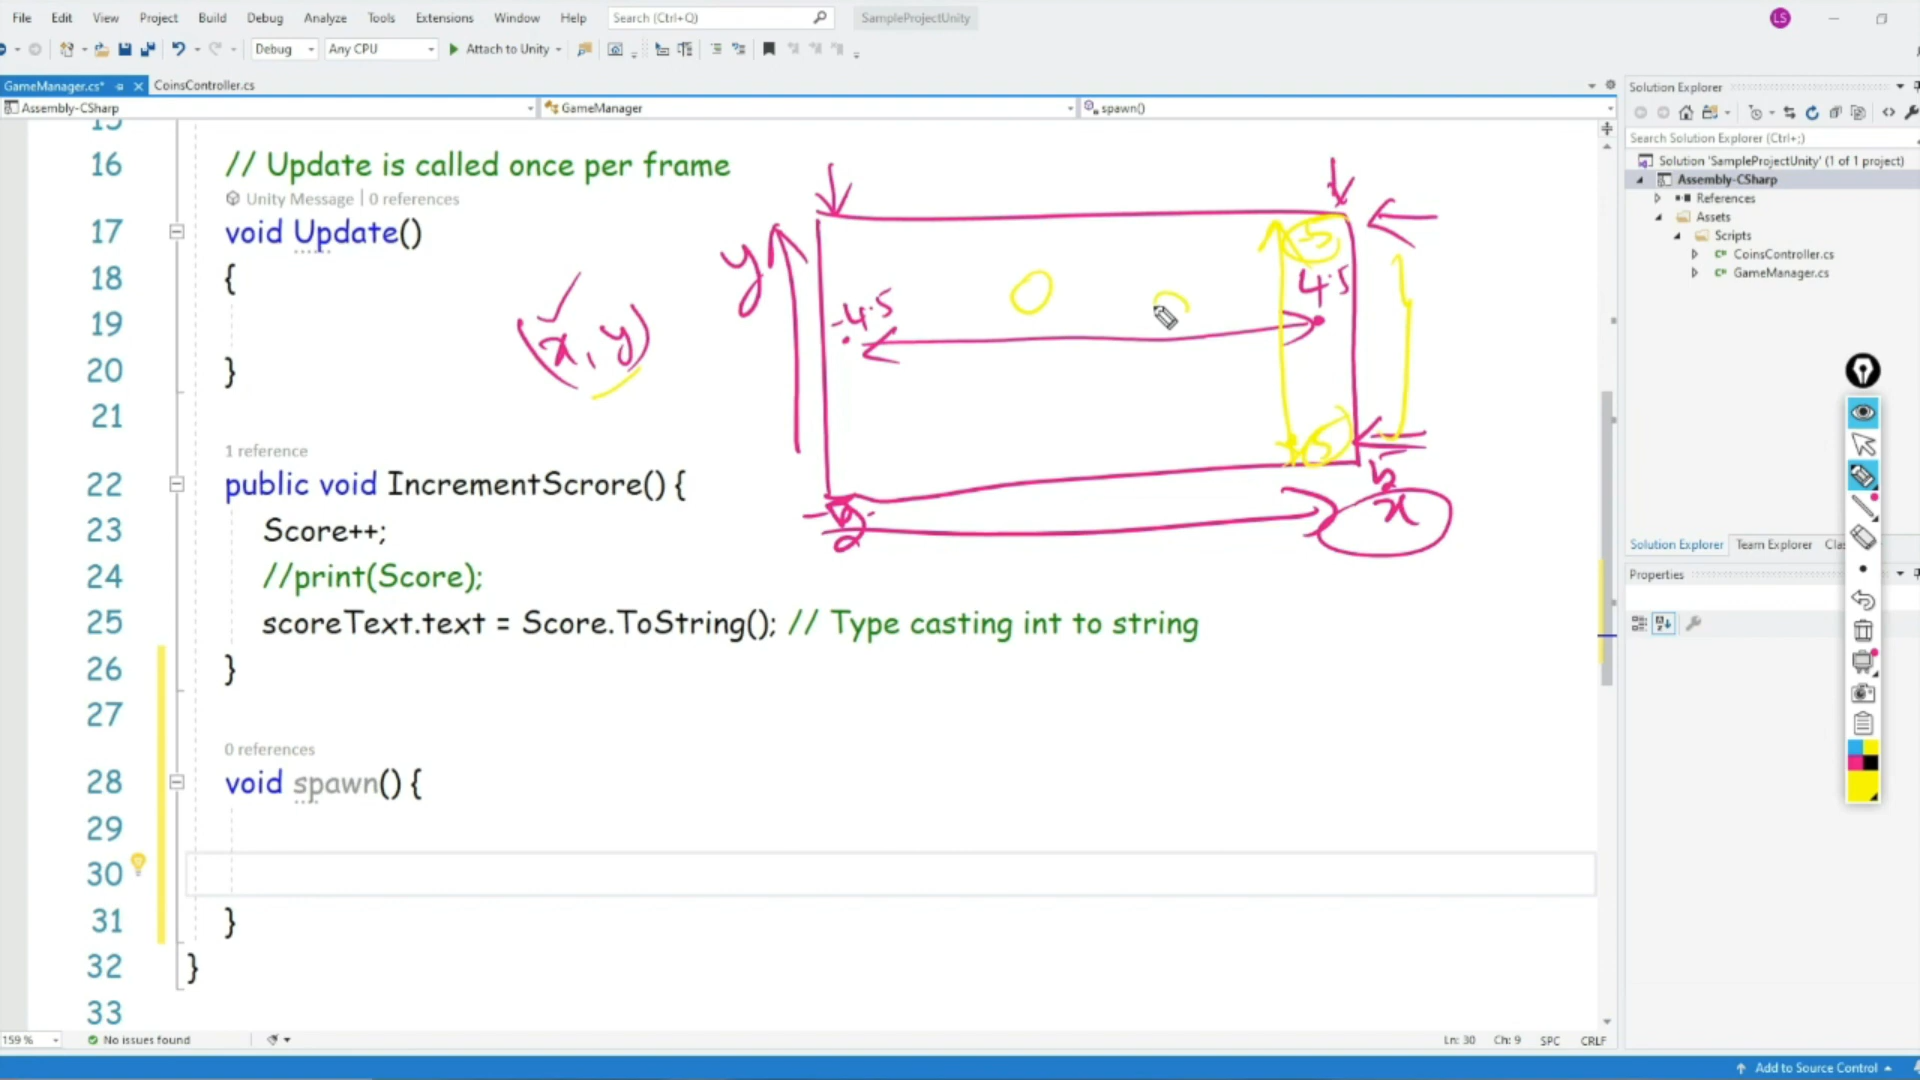 File Edit View Project Build Debug Analyze Tools Extensions Window Help Search (Ctrl+Q) SampleProjectUnity LS
Debug Any CPU Attach to Unity
GameManager.cs* CoinsController.cs
Assembly-CSharp GameManager spawn()
15
16 // Update is called once per frame
Unity Message | 0 references
17 void Update()
18 {
19
20 }
21
1 reference
22 public void IncrementScrore() {
23 Score++;
24 //print(Score);
25 scoreText.text = Score.ToString(); // Type casting int to string
26 }
27
0 references
28 void spawn() {
29
30
31 }
32 }
33
(x, y)
y
-4.5
4.5
5
x
159 % No issues found Ln: 30 Ch: 9 SPC CRLF
Add to Source Control
Solution Explorer
Search Solution Explorer (Ctrl+;)
Solution 'SampleProjectUnity' (1 of 1 project)
Assembly-CSharp
References
Assets
Scripts
C# CoinsController.cs
C# GameManager.cs
Solution Explorer Team Explorer Clas
Properties